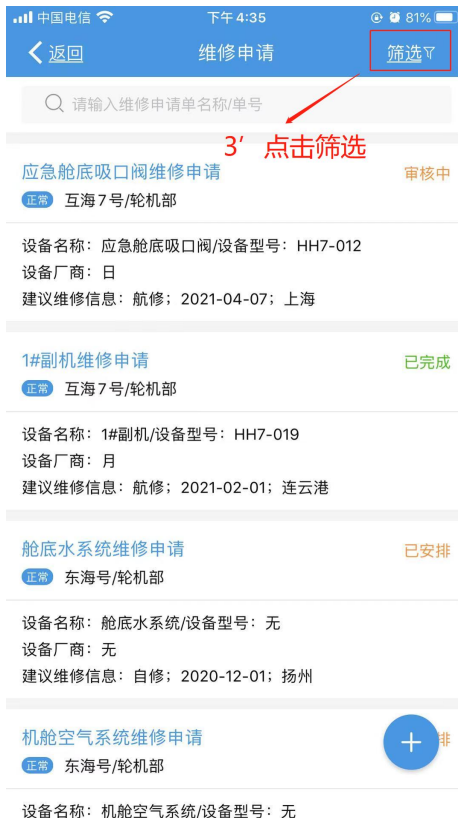 中国电信 下午4:35 81%
返回 维修申请 筛选
请输入维修申请单名称/单号
3′ 点击筛选
应急舱底吸口阀维修申请 审核中
正常 互海7号/轮机部
设备名称：应急舱底吸口阀/设备型号：HH7-012
设备厂商：日
建议维修信息：航修；2021-04-07；上海
1#副机维修申请 已完成
正常 互海7号/轮机部
设备名称：1#副机/设备型号：HH7-019
设备厂商：月
建议维修信息：航修；2021-02-01；连云港
舱底水系统维修申请 已安排
正常 东海号/轮机部
设备名称：舱底水系统/设备型号：无
设备厂商：无
建议维修信息：自修；2020-12-01；扬州
机舱空气系统维修申请 排
正常 东海号/轮机部
设备名称：机舱空气系统/设备型号：无